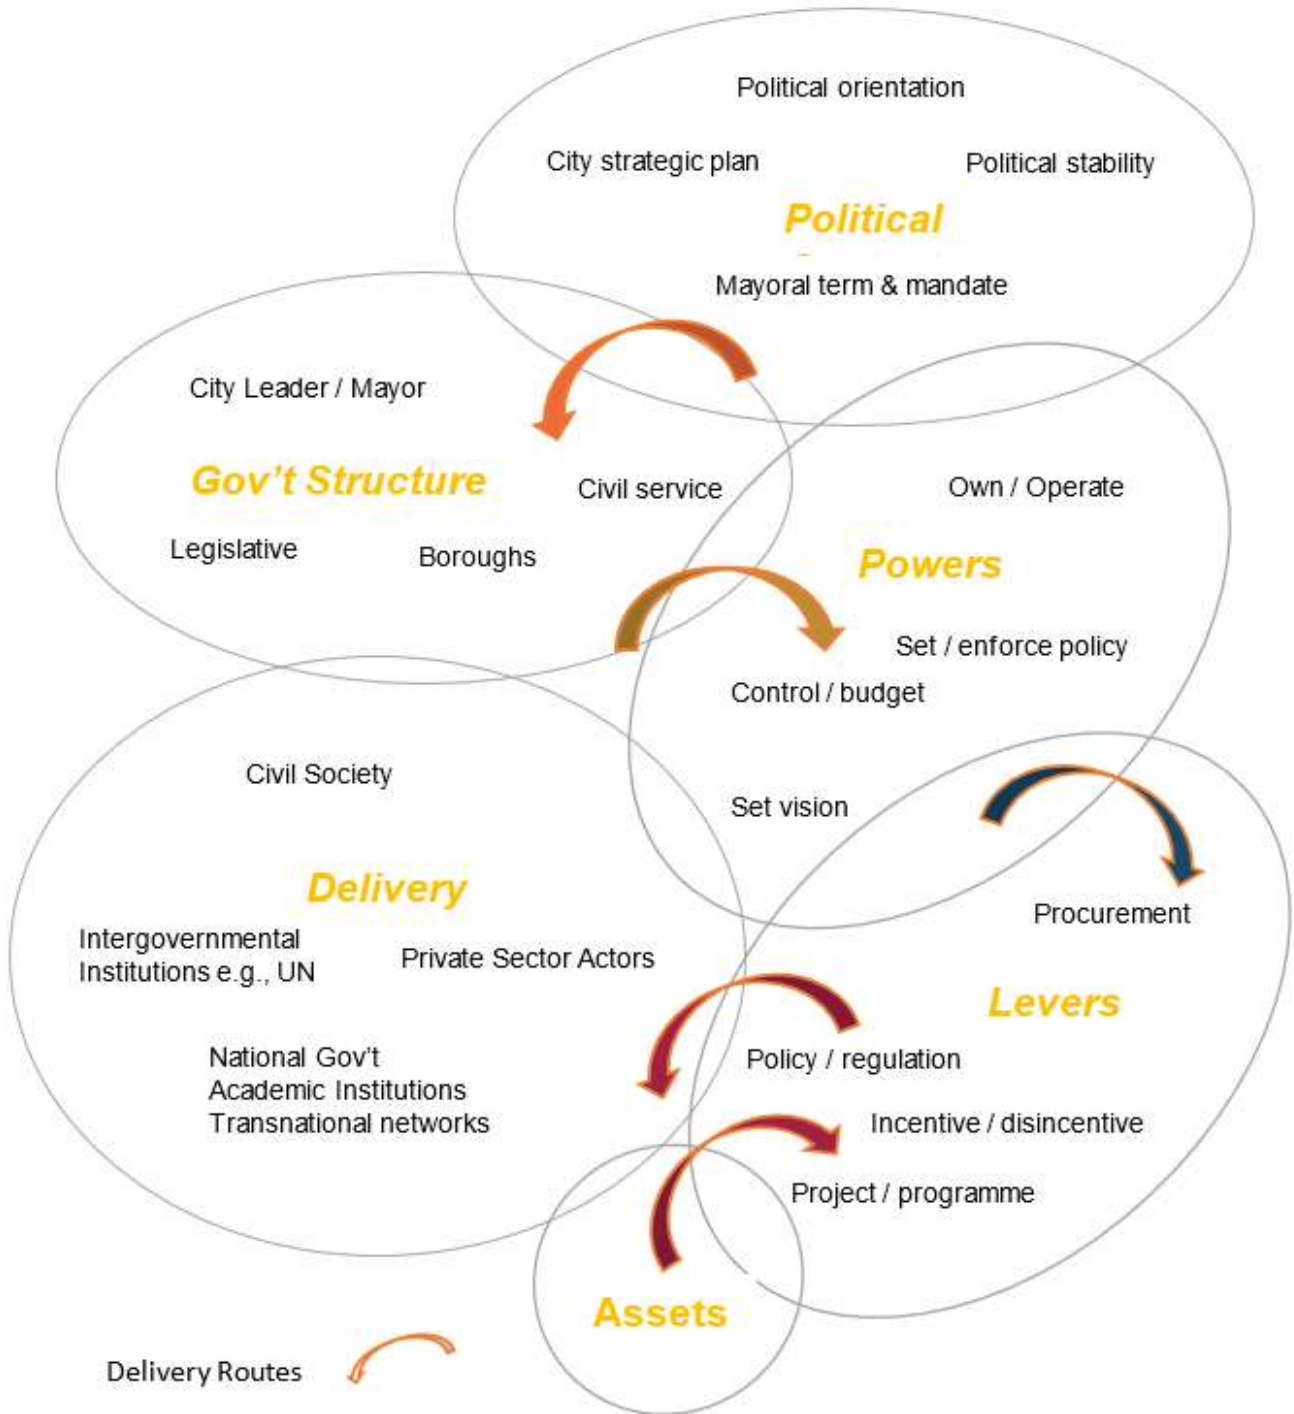 Political orientation
City strategic plan
Political stability
Political
Mayoral term & mandate
City Leader / Mayor
Gov't Structure
Civil service
Legislative
Boroughs
Own / Operate
Powers
Set / enforce policy
Control / budget
Set vision
Civil Society
Delivery
Intergovernmental
Institutions e.g., UN
Private Sector Actors
National Gov't
Academic Institutions
Transnational networks
Procurement
Levers
Policy / regulation
Incentive / disincentive
Project / programme
Assets
Delivery Routes